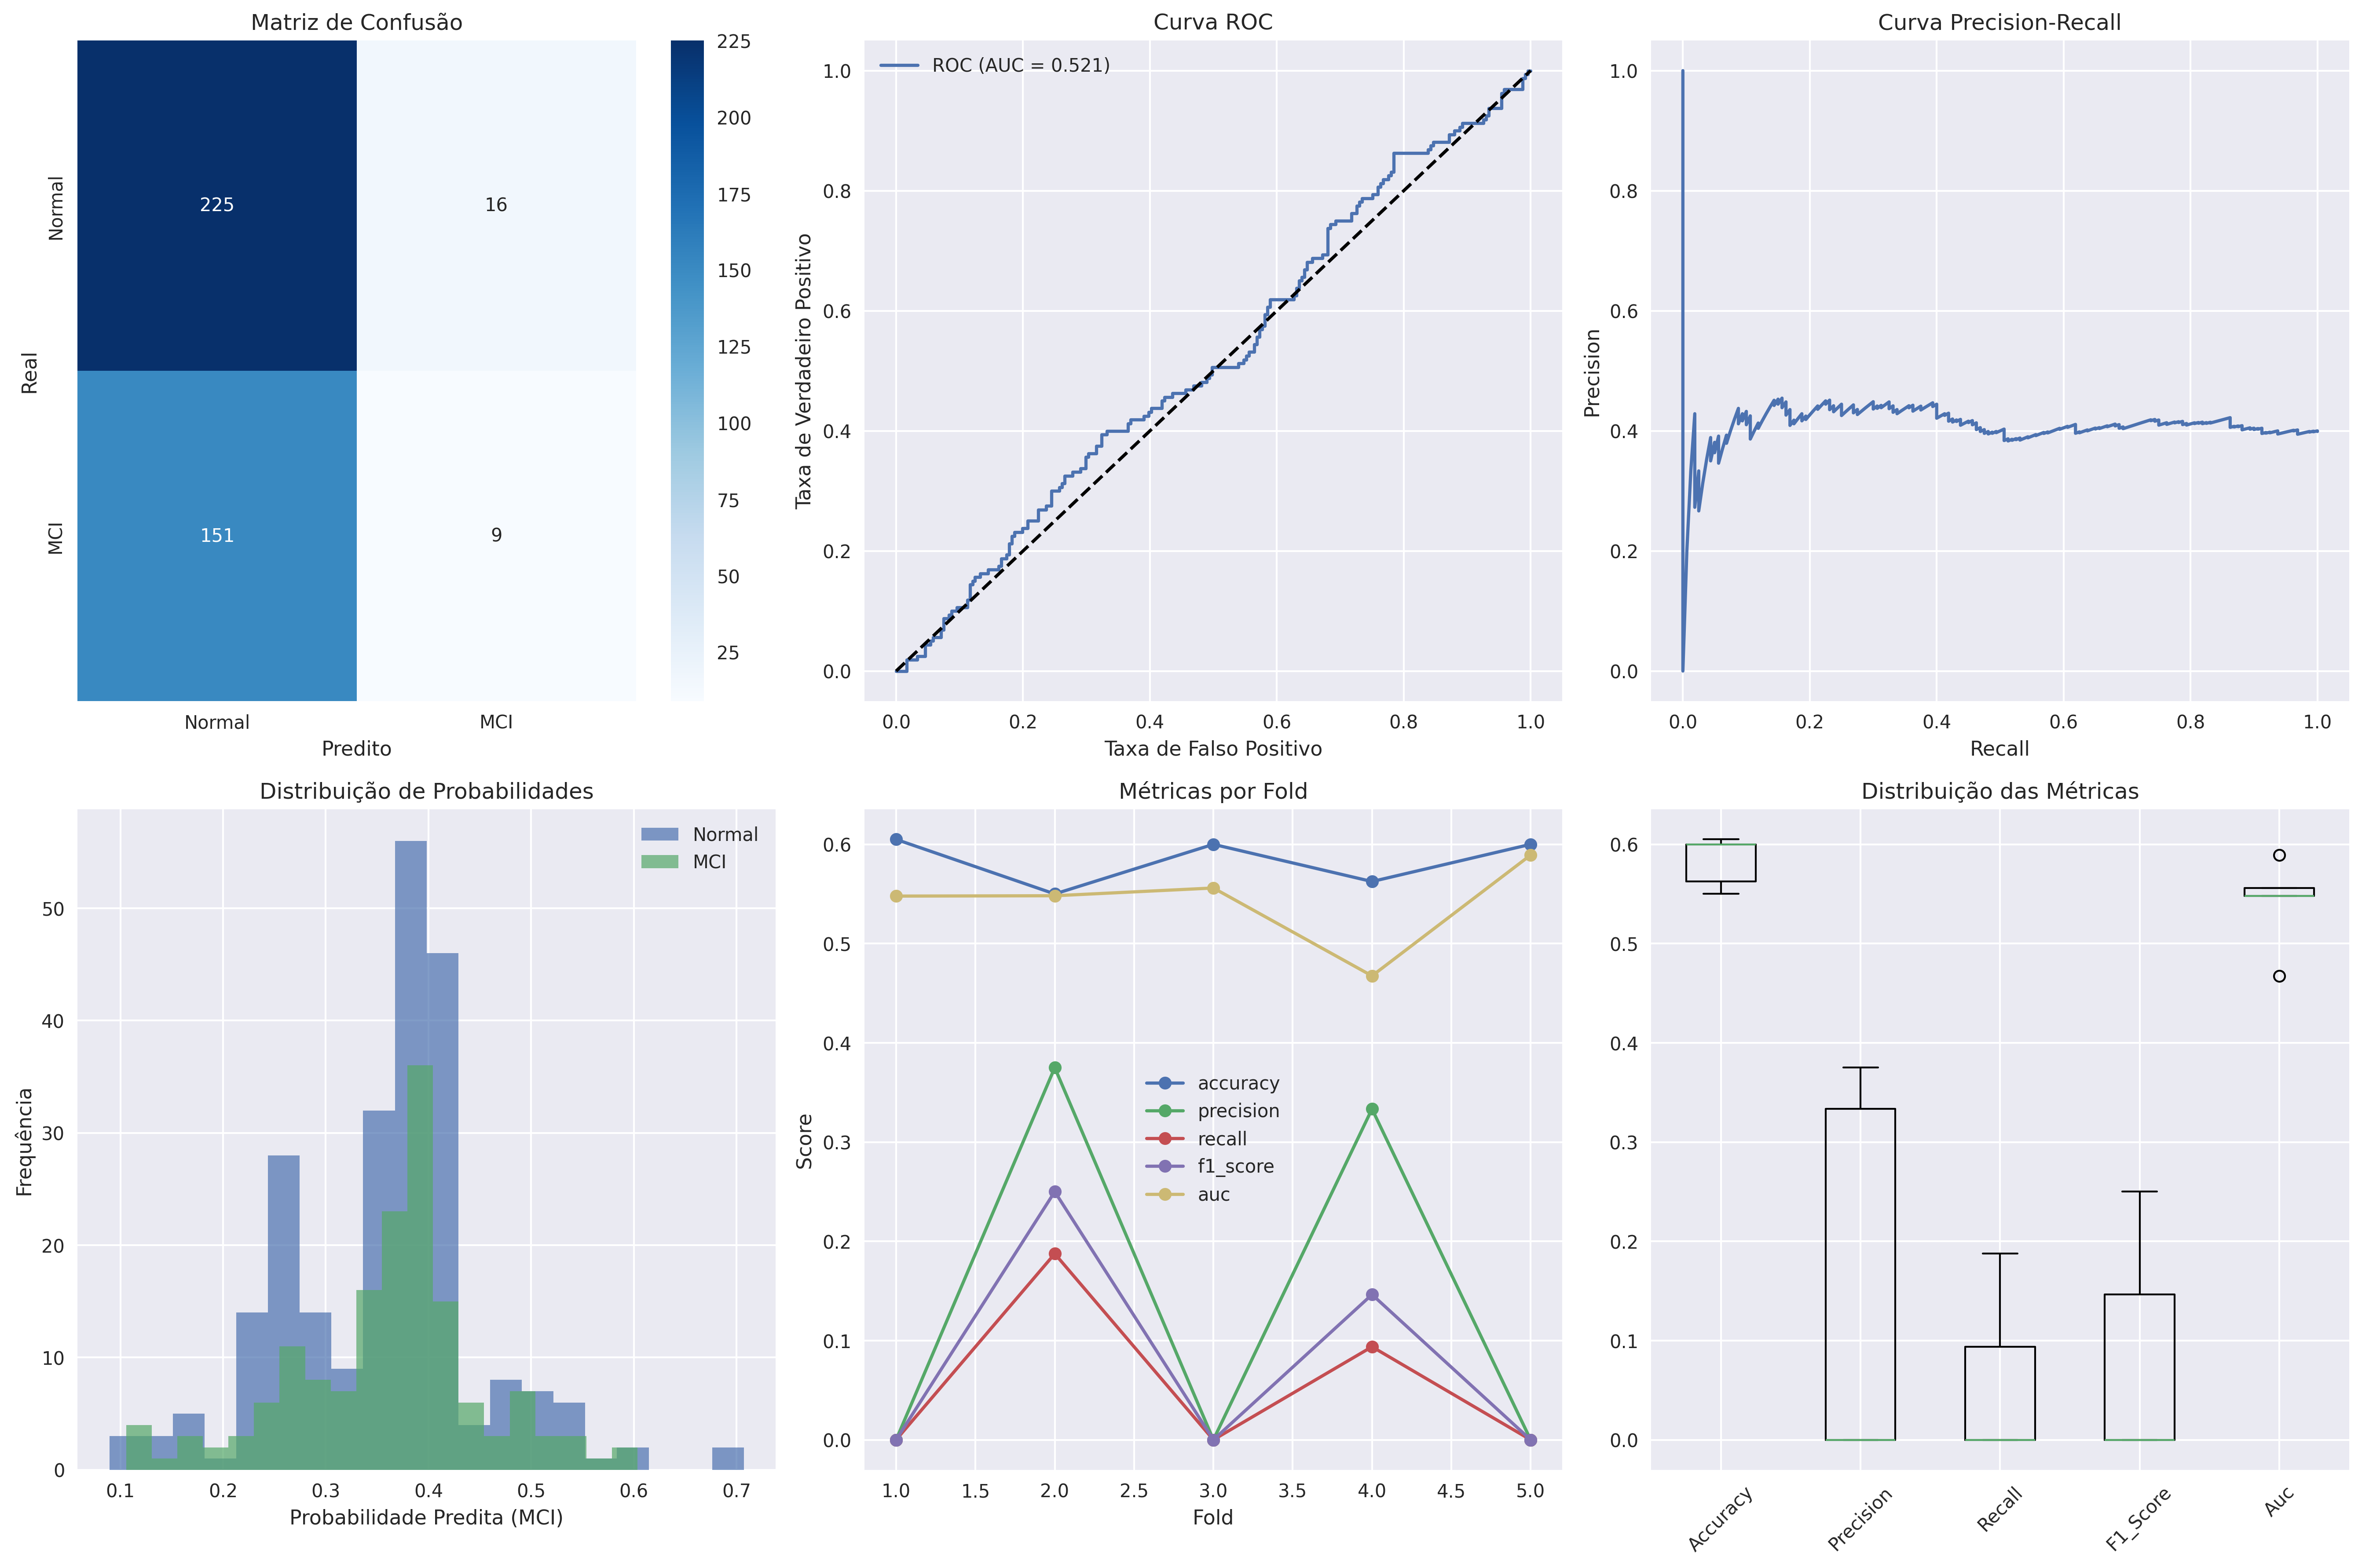 Matriz de Confusão
Normal
MCI
Real
225
16
151
9
Normal
MCI
Predito
225
200
175
150
125
100
75
50
25
Curva ROC
ROC (AUC = 0.521)
Taxa de Verdadeiro Positivo
1.0
0.8
0.6
0.4
0.2
0.0
0.0 0.2 0.4 0.6 0.8 1.0
Taxa de Falso Positivo
Curva Precision-Recall
Precision
1.0
0.8
0.6
0.4
0.2
0.0
0.0 0.2 0.4 0.6 0.8 1.0
Recall
Distribuição de Probabilidades
Normal
MCI
Frequência
50
40
30
20
10
0
0.1 0.2 0.3 0.4 0.5 0.6 0.7
Probabilidade Predita (MCI)
Métricas por Fold
Score
0.6
0.5
0.4
0.3
0.2
0.1
0.0
accuracy
precision
recall
f1_score
auc
1.0 1.5 2.0 2.5 3.0 3.5 4.0 4.5 5.0
Fold
Distribuição das Métricas
0.6
0.5
0.4
0.3
0.2
0.1
0.0
Accuracy
Precision
Recall
F1_Score
Auc